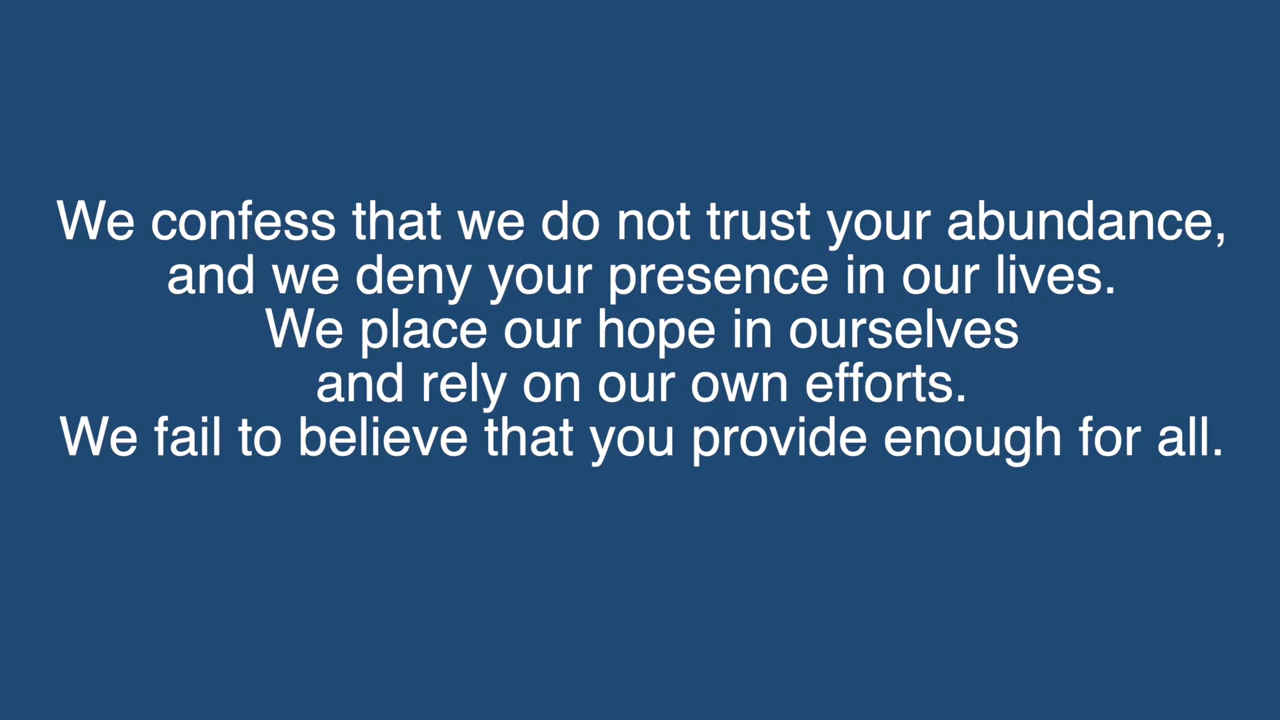 We confess that we do not trust your abundance,
and we deny your presence in our lives.
We place our hope in ourselves
and rely on our own efforts.
We fail to believe that you provide enough for all.